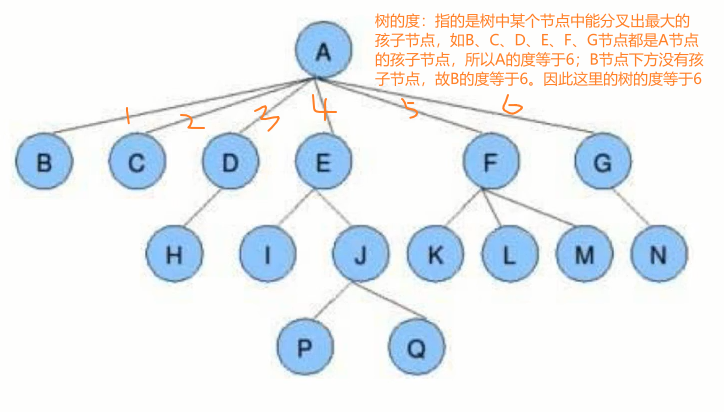 树的度：指的是树中某个节点中能分叉出最大的
孩子节点，如B、C、D、E、F、G节点都是A节点
的孩子节点，所以A的度等于6；B节点下方没有孩
子节点，故B的度等于6。因此这里的树的度等于6
A
1 2 3 4 5 6
B C D E F G
H I J K L M N
P Q